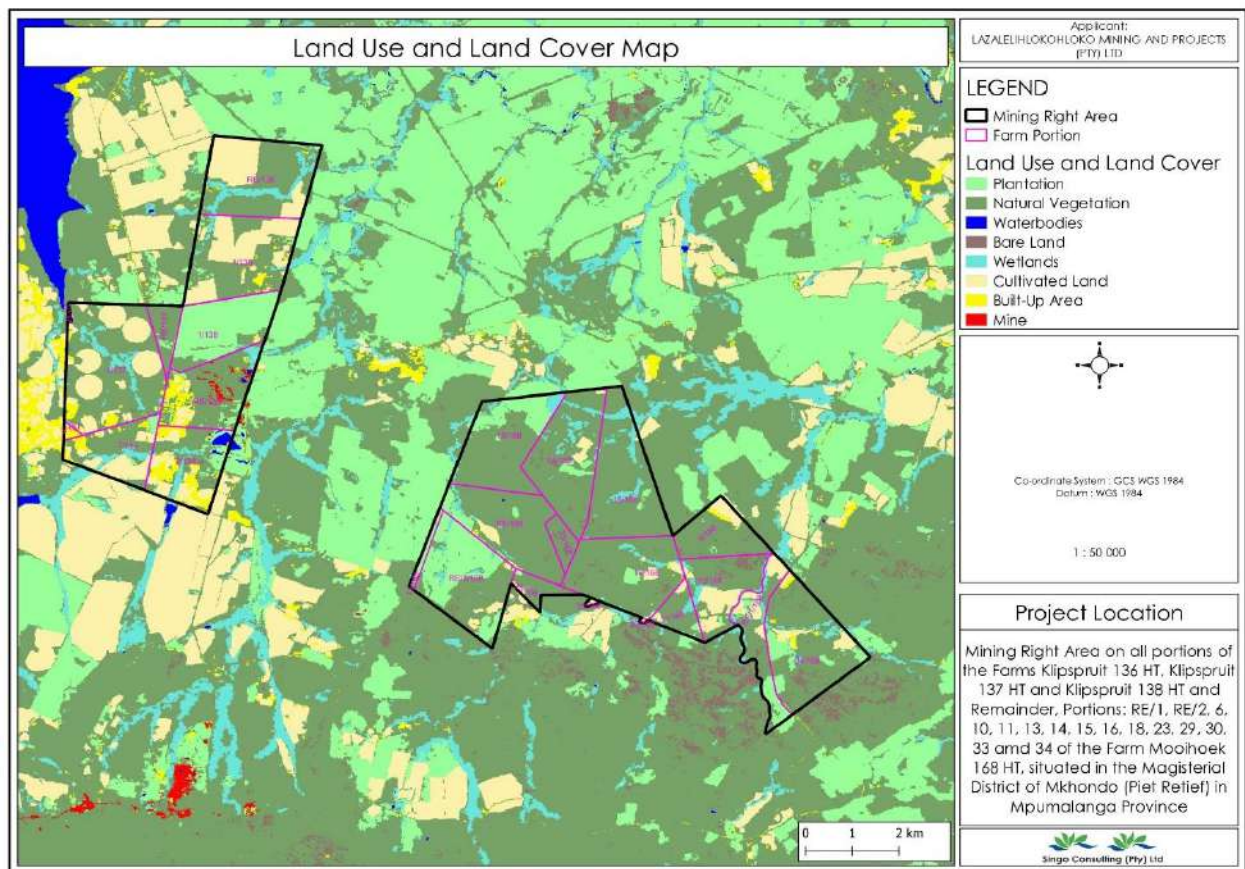 Land Use and Land Cover Map
Applicant:
LAZALELIHLOKOHLOKO MINING AND PROJECTS
(PTY) LTD
LEGEND
Mining Right Area
Farm Portion
Land Use and Land Cover
Plantation
Natural Vegetation
Waterbodies
Bare Land
Wetlands
Cultivated Land
Built-Up Area
Mine
Co-ordinate System : GCS WGS 1984
Datum : WGS 1984
1 : 50 000
Project Location
Mining Right Area on all portions of
the Farms Klipspruit 136 HT, Klipspruit
137 HT and Klipspruit 138 HT and
Remainder, Portions: RE/1, RE/2, 6,
10, 11, 13, 14, 15, 16, 18, 23, 29, 30,
33 amd 34 of the Farm Mooihoek
168 HT, situated in the Magisterial
District of Mkhondo (Piet Retief) in
Mpumalanga Province
0 1 2 km
Singo Consulting (Pty) Ltd